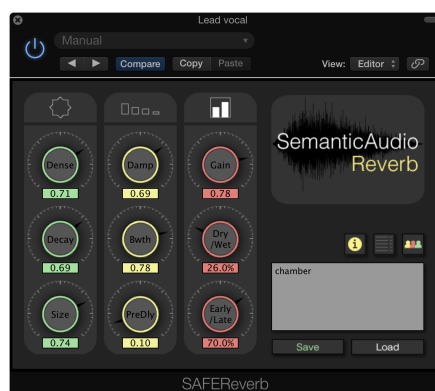 Lead vocal
Manual
Compare
Copy
Paste
View:
Editor
SemanticAudio
Reverb
Dense
0.71
Damp
0.69
Gain
0.78
Decay
0.69
Bwth
0.78
Dry
/Wet
26.0%
Size
0.74
PreDly
0.10
Early
/Late
70.0%
i
chamber
Save
Load
SAFEReverb